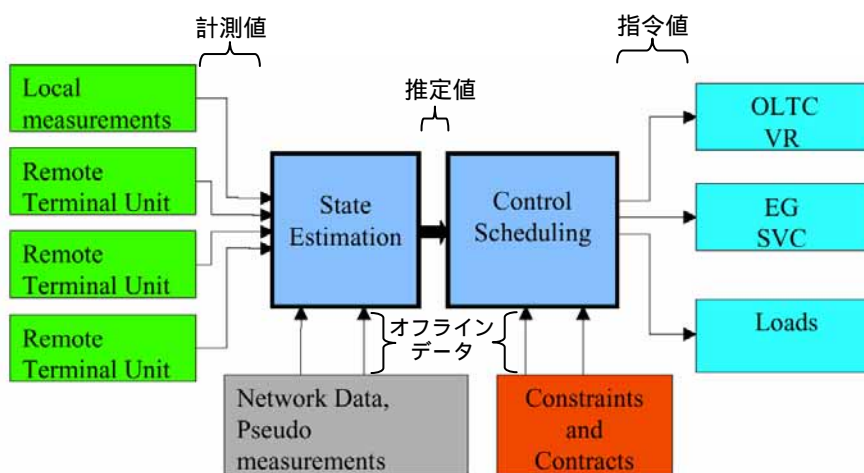 計測値
指令値
推定値
Local
measurements
Remote
Terminal Unit
Remote
Terminal Unit
Remote
Terminal Unit
State
Estimation
Control
Scheduling
OLTC
VR
EG
SVC
Loads
オフライン
データ
Network Data,
Pseudo
measurements
Constraints
and
Contracts